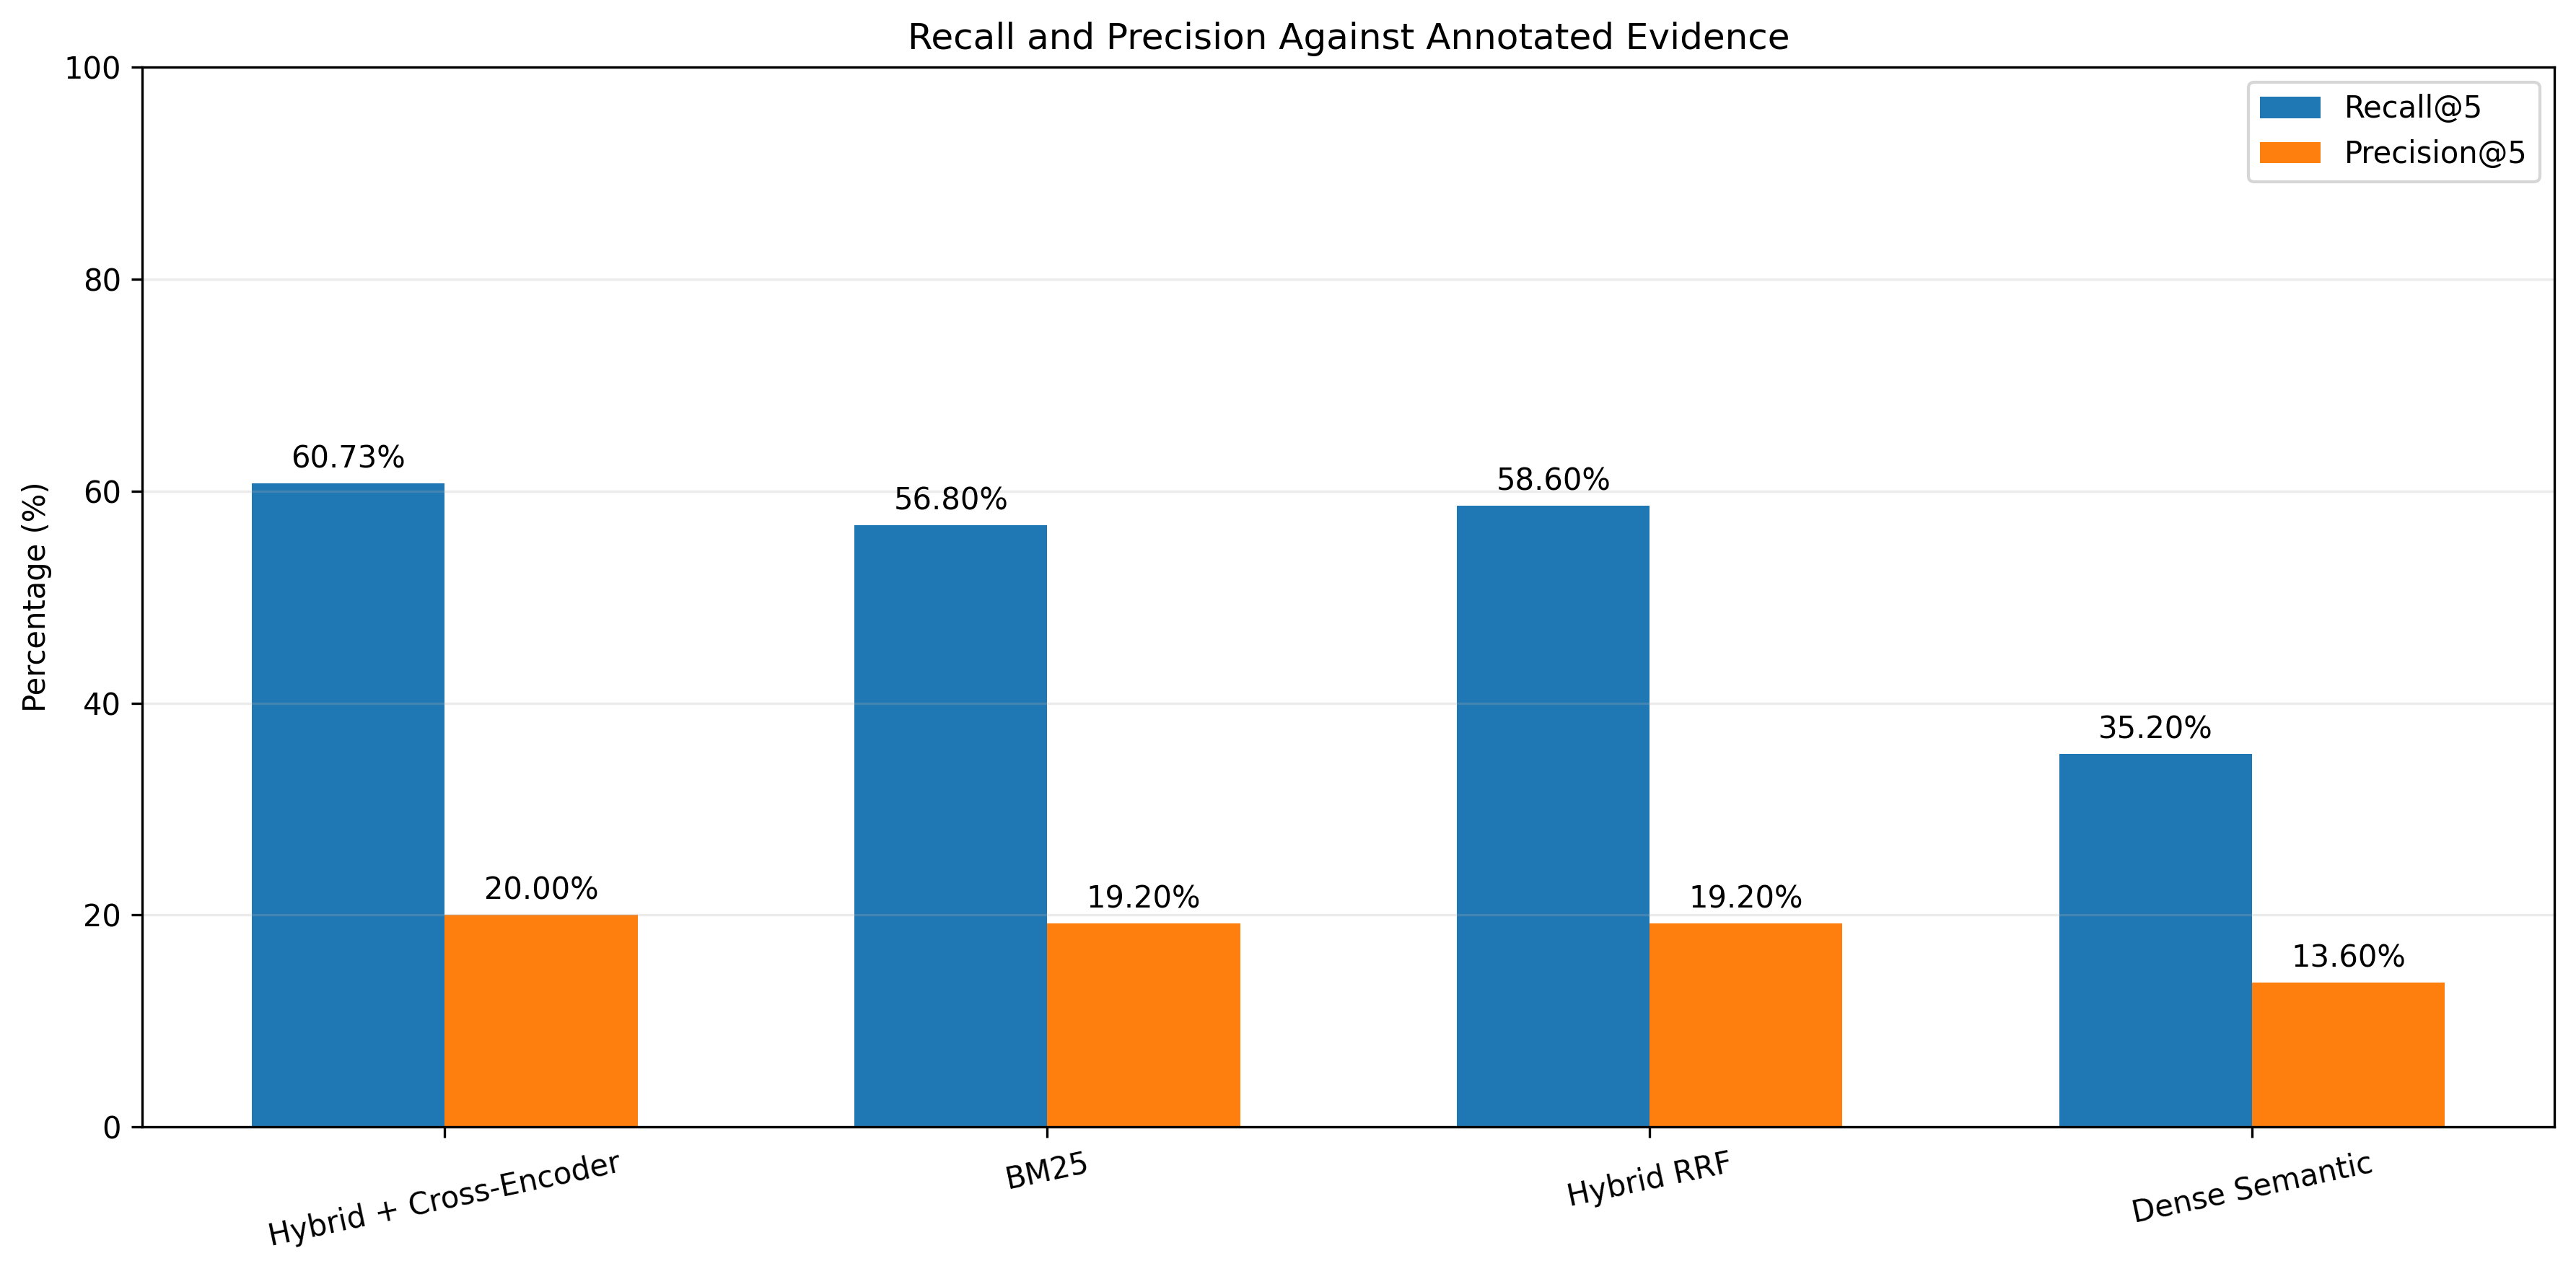 Recall and Precision Against Annotated Evidence
Recall@5
Precision@5
Percentage (%)
100
80
60
40
20
0
60.73%
20.00%
56.80%
19.20%
58.60%
19.20%
35.20%
13.60%
Hybrid + Cross-Encoder
BM25
Hybrid RRF
Dense Semantic